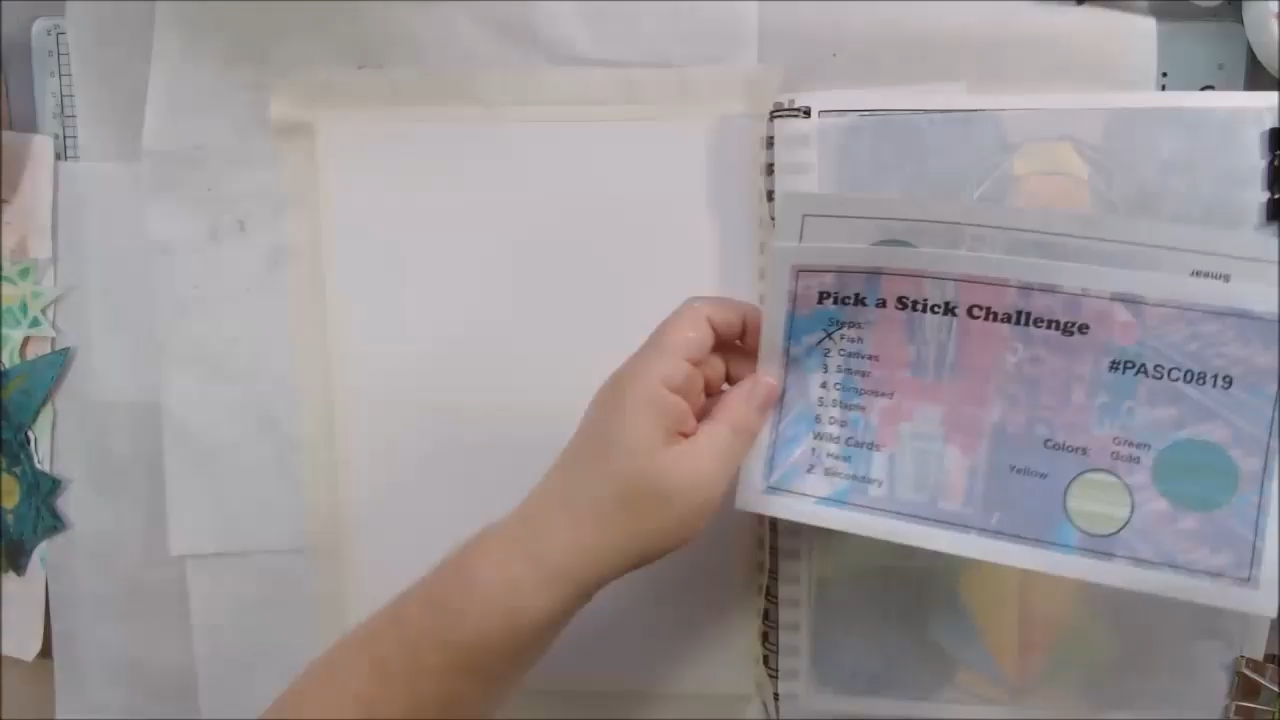 Smear
Pick a Stick Challenge
Steps:
1. Fish
2. Canvas
3. Smear
4. Composed
5. Staple
6. Dip
Wild Cards:
1. Heat
2. Secondary
#PASC0819
Colors: Green
Gold
Yellow